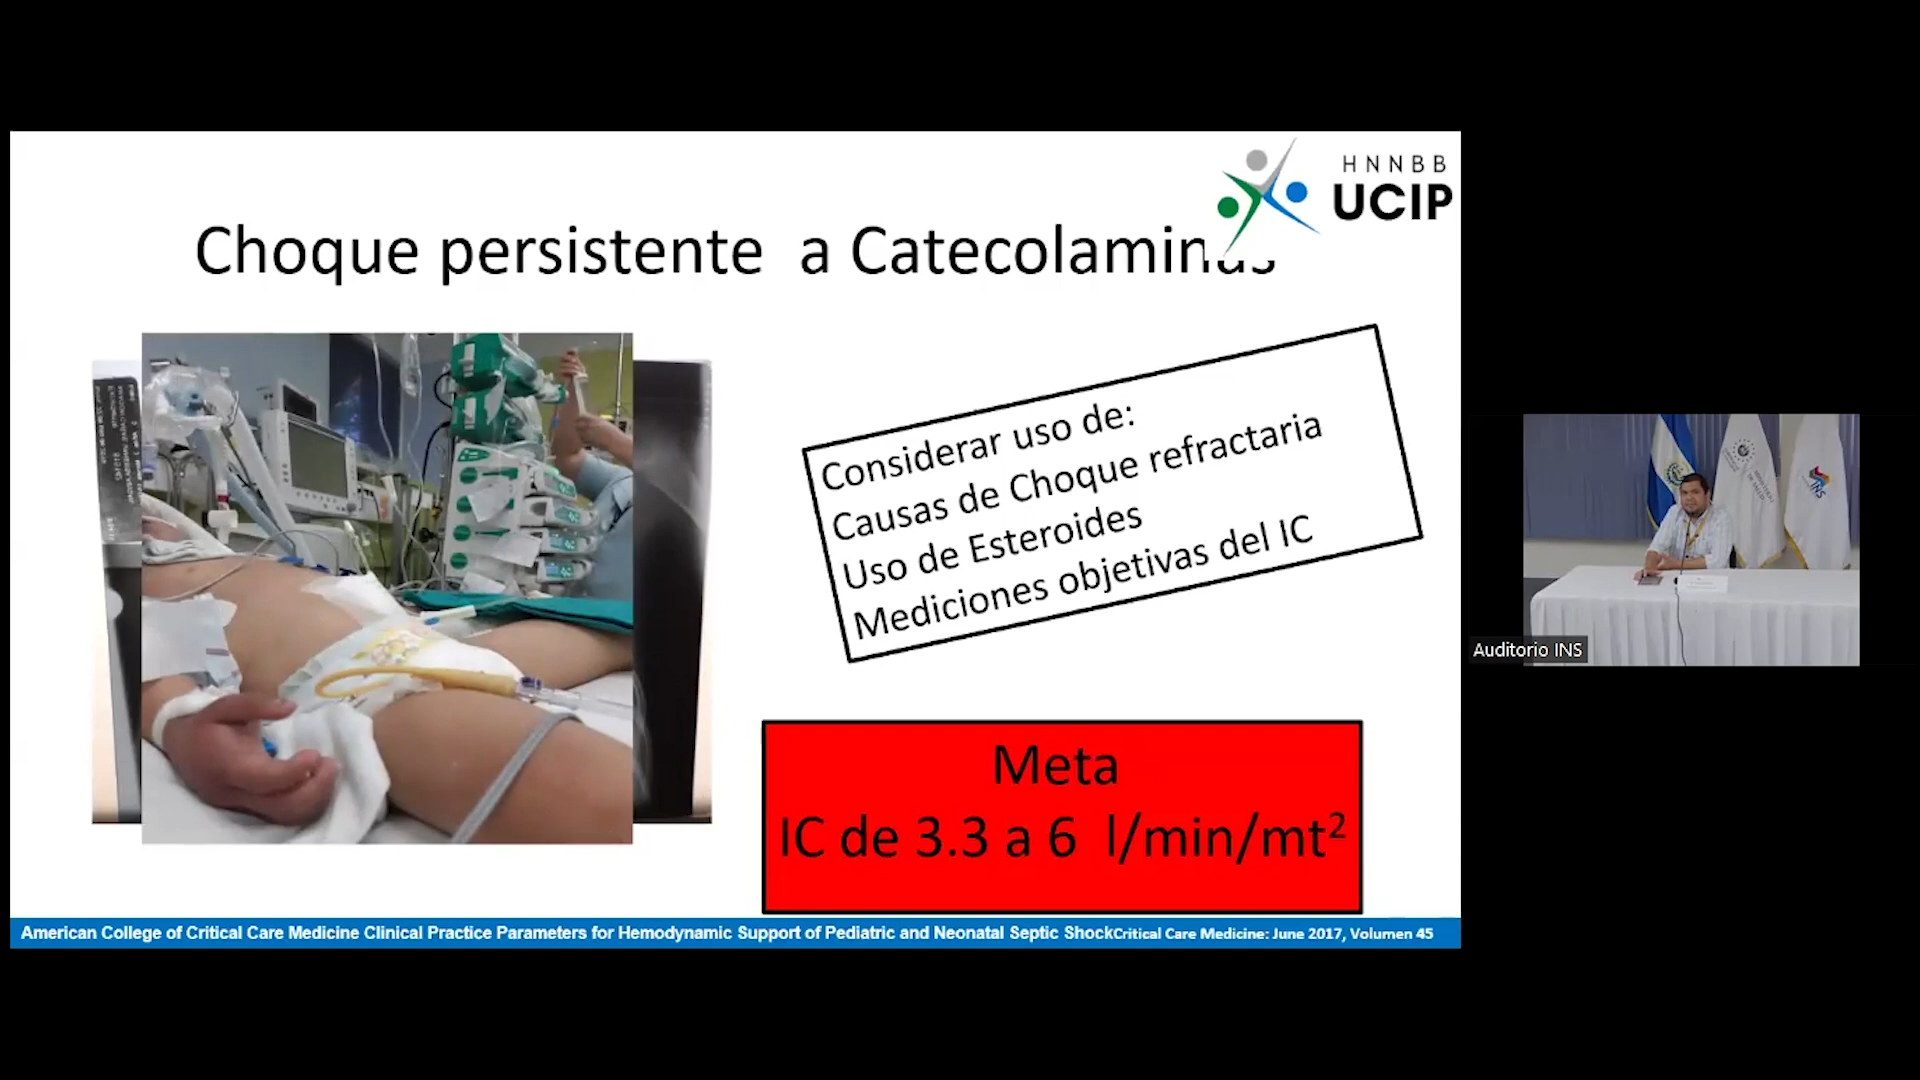 HNNBB
UCIP
Choque persistente a Catecolaminas
Considerar uso de:
Causas de Choque refractaria
Uso de Esteroides
Mediciones objetivas del IC
Meta
IC de 3.3 a 6 l/min/mt²
American College of Critical Care Medicine Clinical Practice Parameters for Hemodynamic Support of Pediatric and Neonatal Septic ShockCritical Care Medicine: June 2017, Volumen 45
INS
Auditorio INS